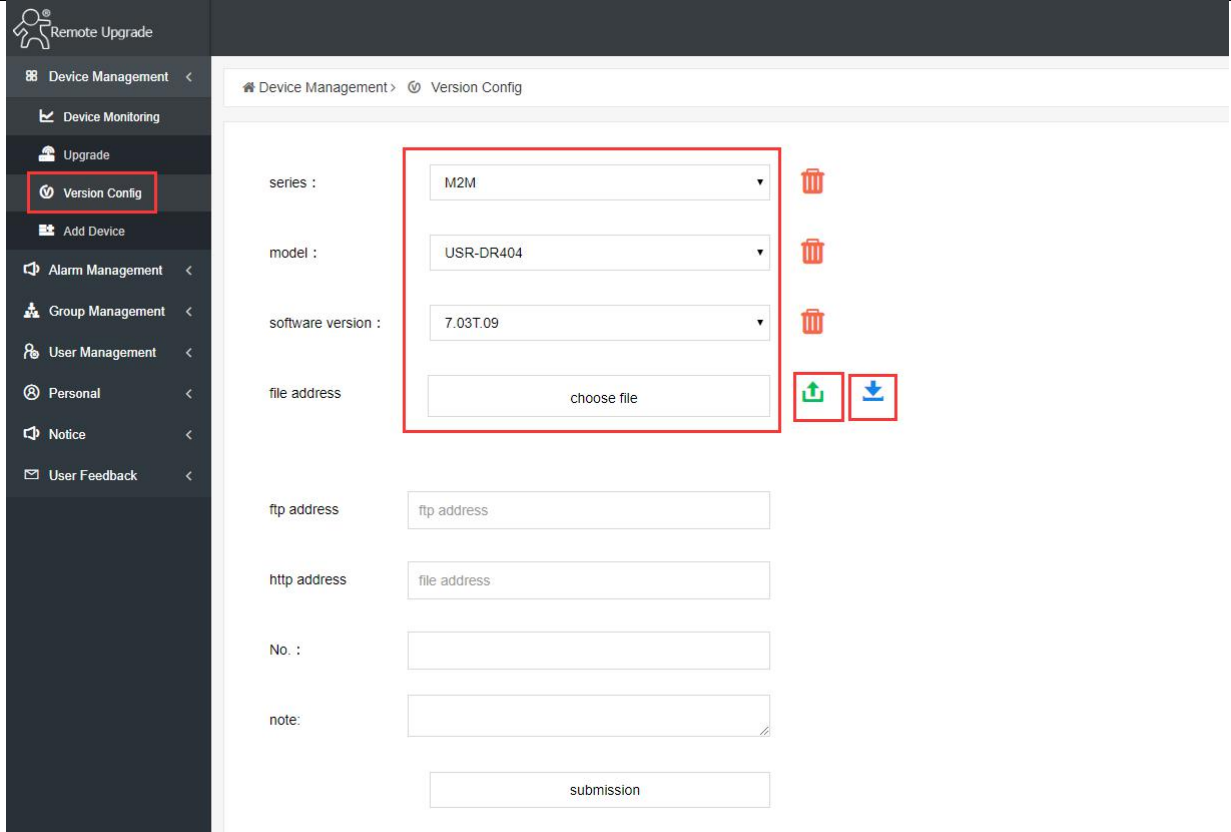 Remote Upgrade
Device Management
Device Monitoring
Upgrade
Version Config
Add Device
Alarm Management
Group Management
User Management
Personal
Notice
User Feedback
Device Management > Version Config
series : M2M
model : USR-DR404
software version : 7.03T.09
file address choose file
ftp address ftp address
http address file address
No. :
note:
submission